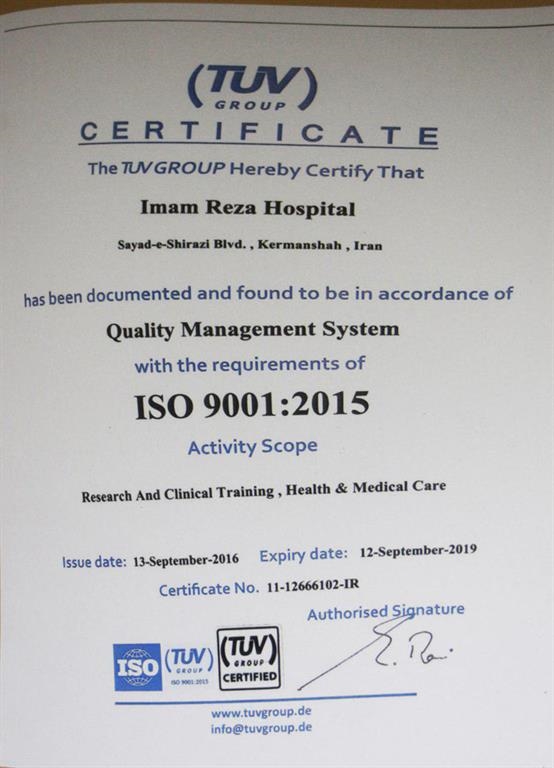 (TUV)
GROUP
CERTIFICATE
The TUV GROUP Hereby Certify That
Imam Reza Hospital
Sayad-e-Shirazi Blvd. , Kermanshah , Iran
has been documented and found to be in accordance of
Quality Management System
with the requirements of
ISO 9001:2015
Activity Scope
Research And Clinical Training , Health & Medical Care
Issue date: 13-September-2016 Expiry date: 12-September-2019
Certificate No. 11-12666102-IR
Authorised Signature
ISO
(TUV)
GROUP
ISO 9001:2015
(TUV)
GROUP
CERTIFIED
www.tuvgroup.de
info@tuvgroup.de